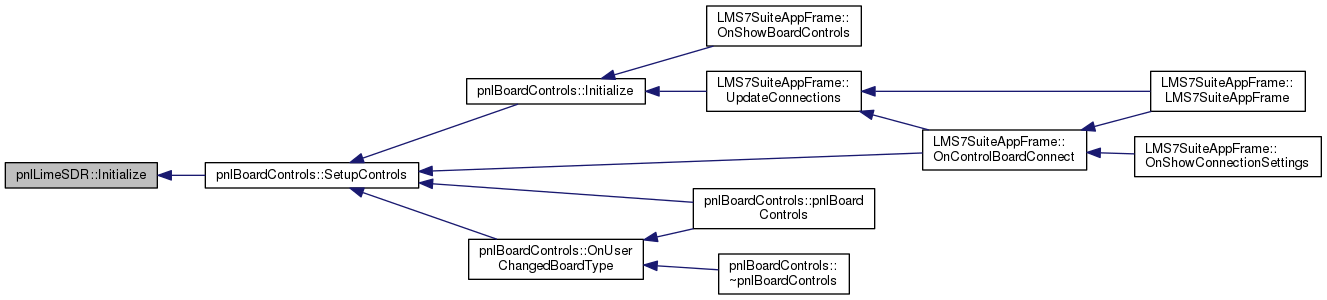 LMS7SuiteAppFrame::
OnShowBoardControls
pnlBoardControls::Initialize
LMS7SuiteAppFrame::
UpdateConnections
LMS7SuiteAppFrame::
LMS7SuiteAppFrame
LMS7SuiteAppFrame::
OnControlBoardConnect
LMS7SuiteAppFrame::
OnShowConnectionSettings
pnlLimeSDR::Initialize
pnlBoardControls::SetupControls
pnlBoardControls::pnlBoard
Controls
pnlBoardControls::OnUser
ChangedBoardType
pnlBoardControls::
~pnlBoardControls